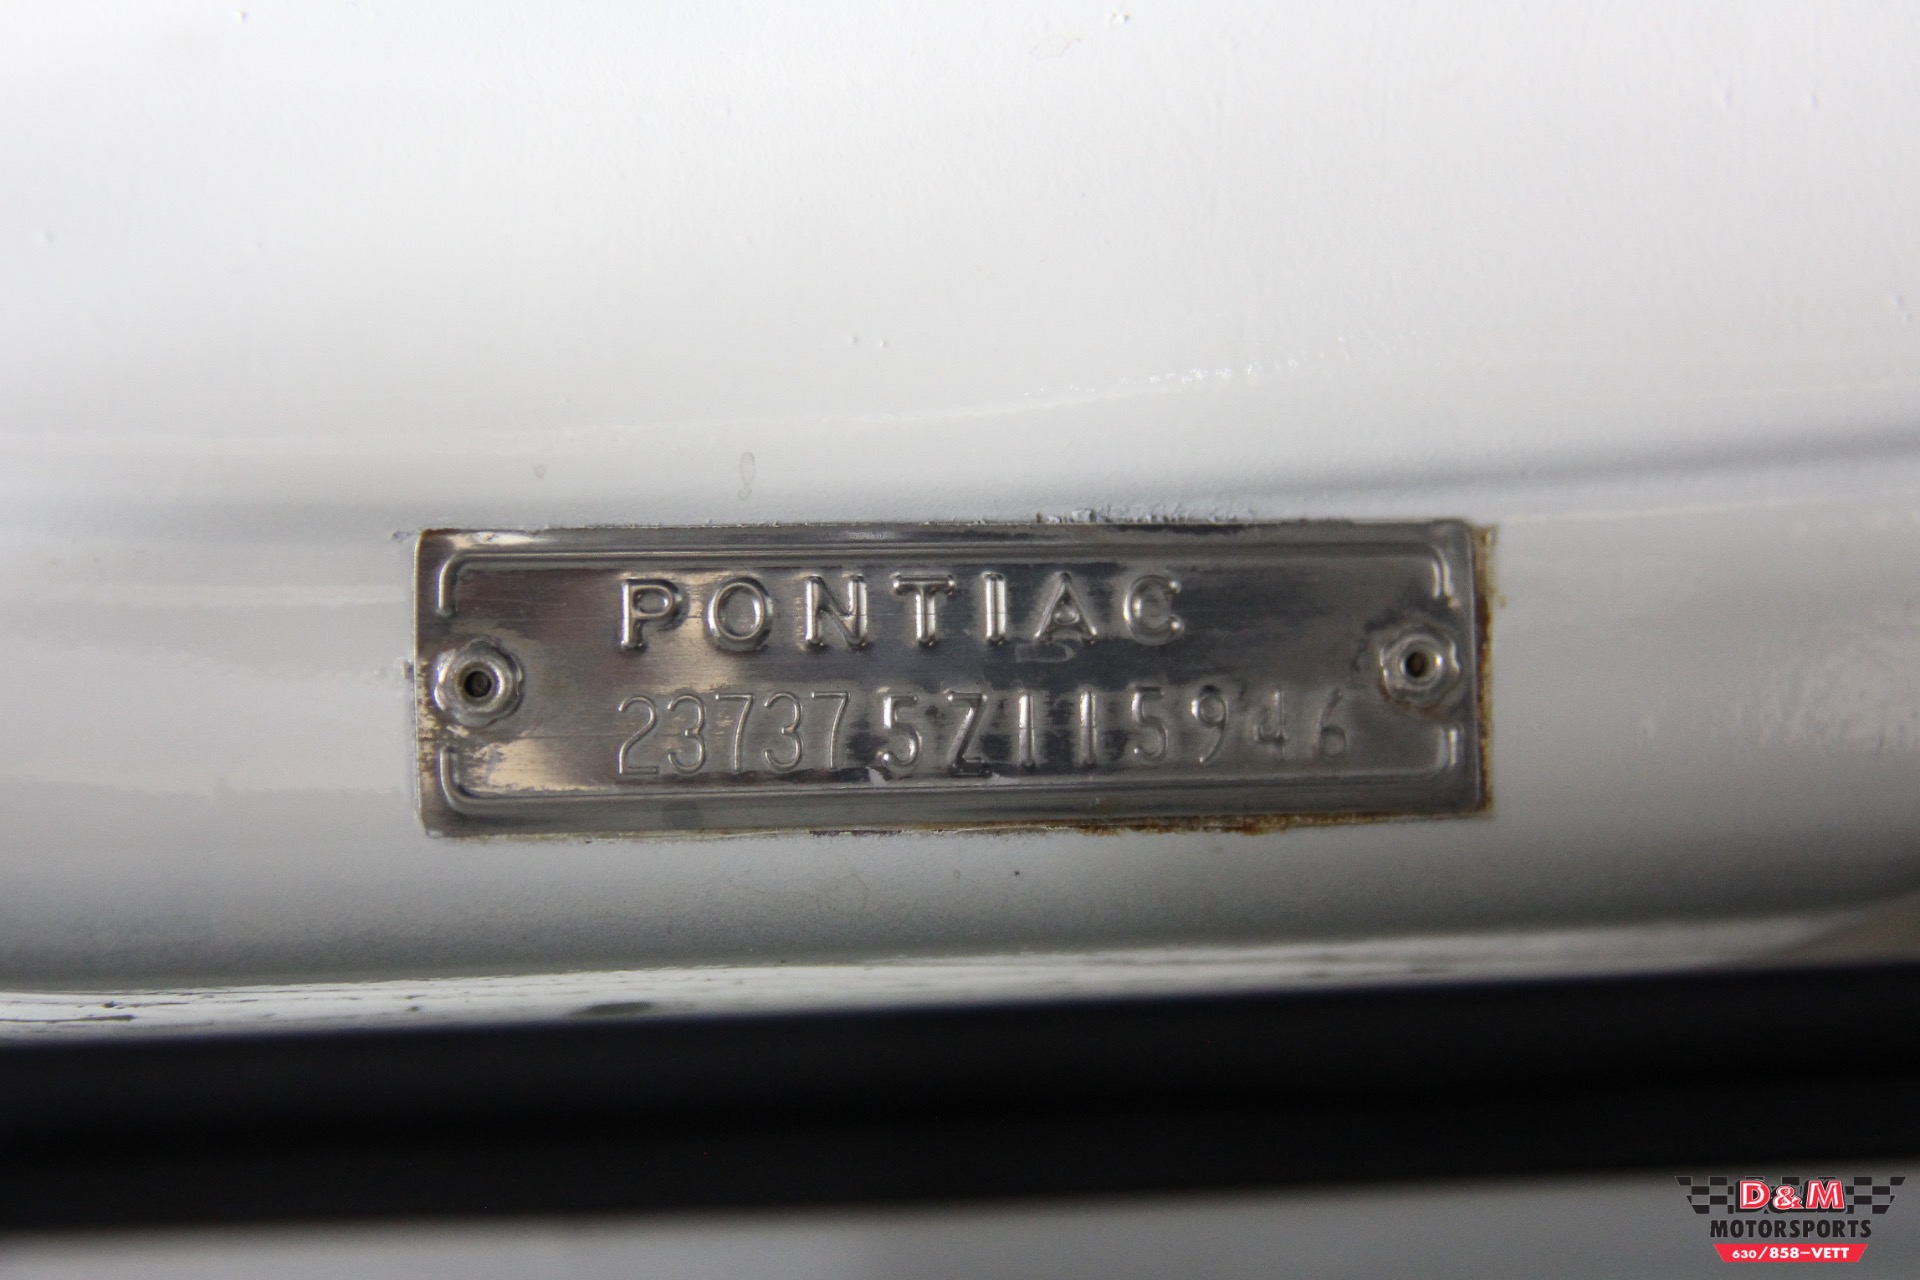 PONTIAC
237375Z115946
D&M
MOTORSPORTS
630/858-VETT